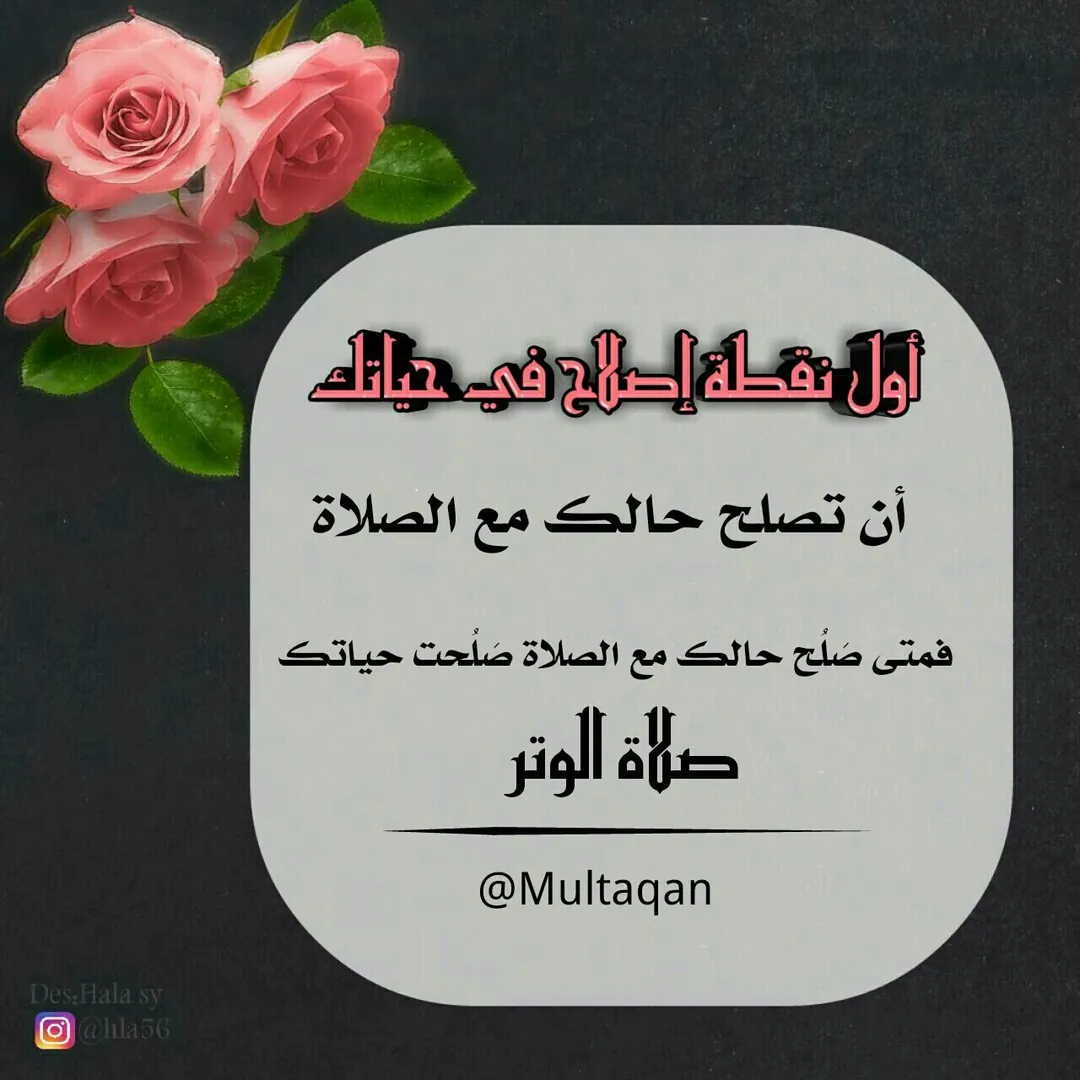 أول نقطة إصلاح في حياتك
أن تصلح حالك مع الصلاة
فمتى صَلُح حالك مع الصلاة صَلُحت حياتك
صلاة الوتر
@Multaqan
Des:Hala sy
@hla56